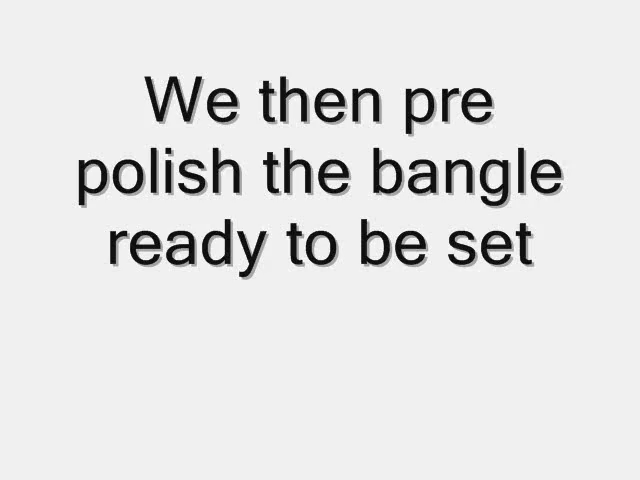 We then pre
polish the bangle
ready to be set